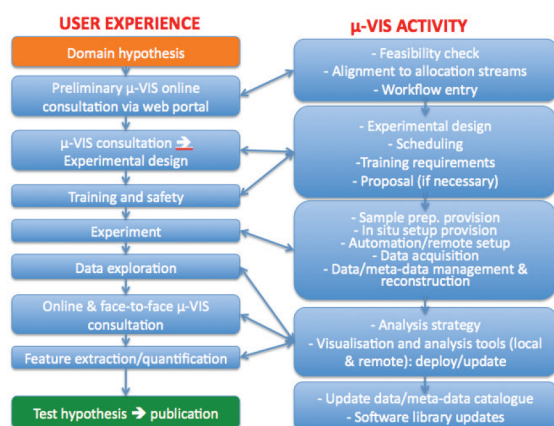 USER EXPERIENCE
Domain hypothesis
Preliminary μ-VIS online
consultation via web portal
μ-VIS consultation ➔
Experimental design
Training and safety
Experiment
Data exploration
Online & face-to-face μ-VIS
consultation
Feature extraction/quantification
Test hypothesis ➔ publication
μ-VIS ACTIVITY
- Feasibility check
- Alignment to allocation streams
- Workflow entry
- Experimental design
- Scheduling
-Training requirements
- Proposal (if necessary)
- Sample prep. provision
- In situ setup provision
- Automation/remote setup
- Data acquisition
- Data/meta-data management &
reconstruction
- Analysis strategy
- Visualisation and analysis tools (local
& remote): deploy/update
- Update data/meta-data catalogue
- Software library updates